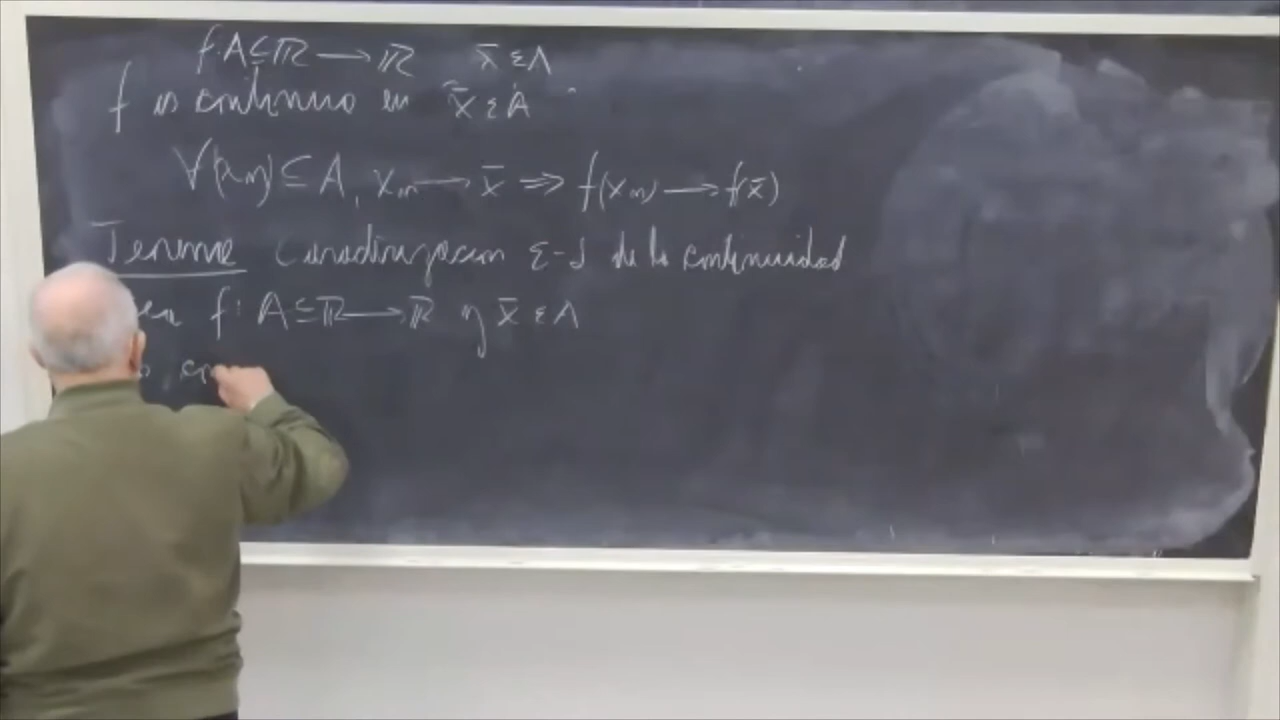 f: A ⊆ ℝ → ℝ x̄ ∈ A
f es continua en x̄ ∈ A
∀(xₙ) ⊆ A, xₙ → x̄ ⇒ f(xₙ) → f(x̄)
Teorema Caracterización ε-δ de la continuidad
f: A ⊆ ℝ → ℝ y x̄ ∈ A